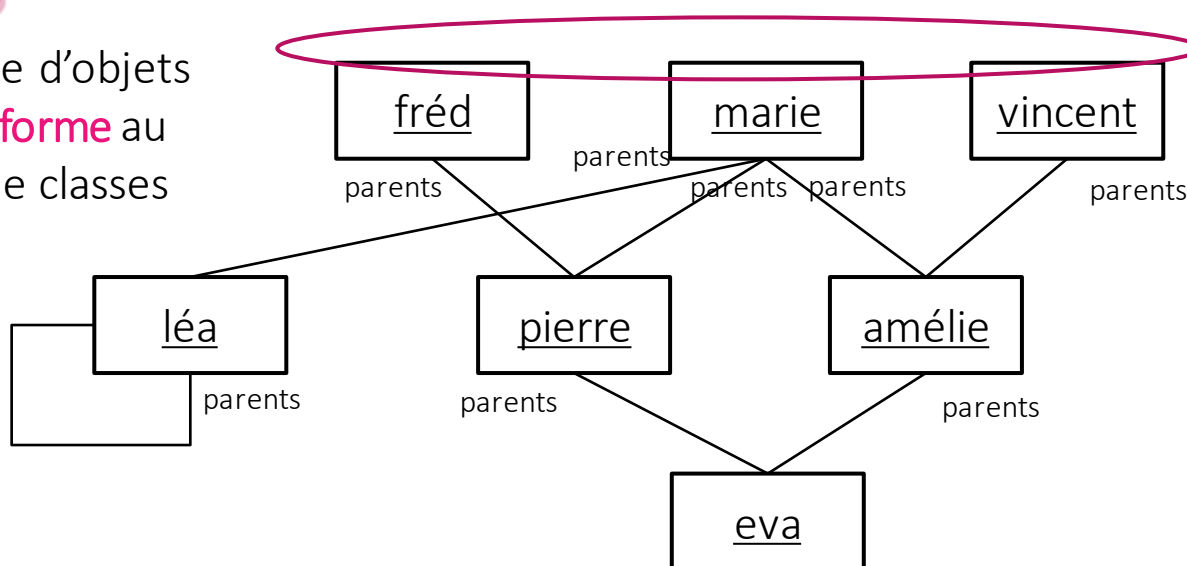 e d'objets
forme au
e classes
fréd
marie
vincent
parents
parents
parents
parents
parents
léa
pierre
amélie
parents
parents
parents
eva